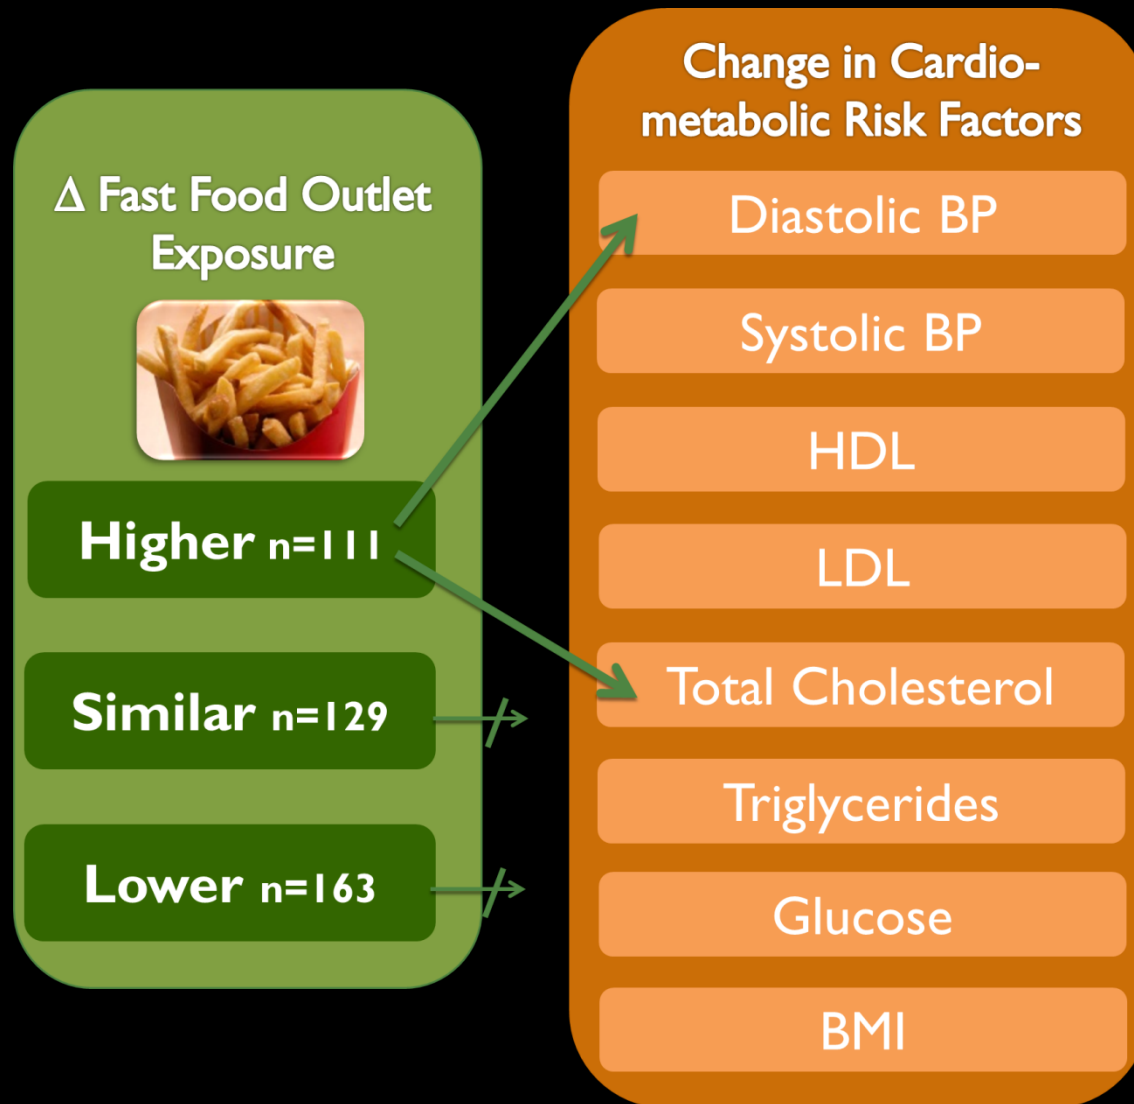 Δ Fast Food Outlet
Exposure
Higher n=111
Similar n=129
Lower n=163
Change in Cardio-
metabolic Risk Factors
Diastolic BP
Systolic BP
HDL
LDL
Total Cholesterol
Triglycerides
Glucose
BMI